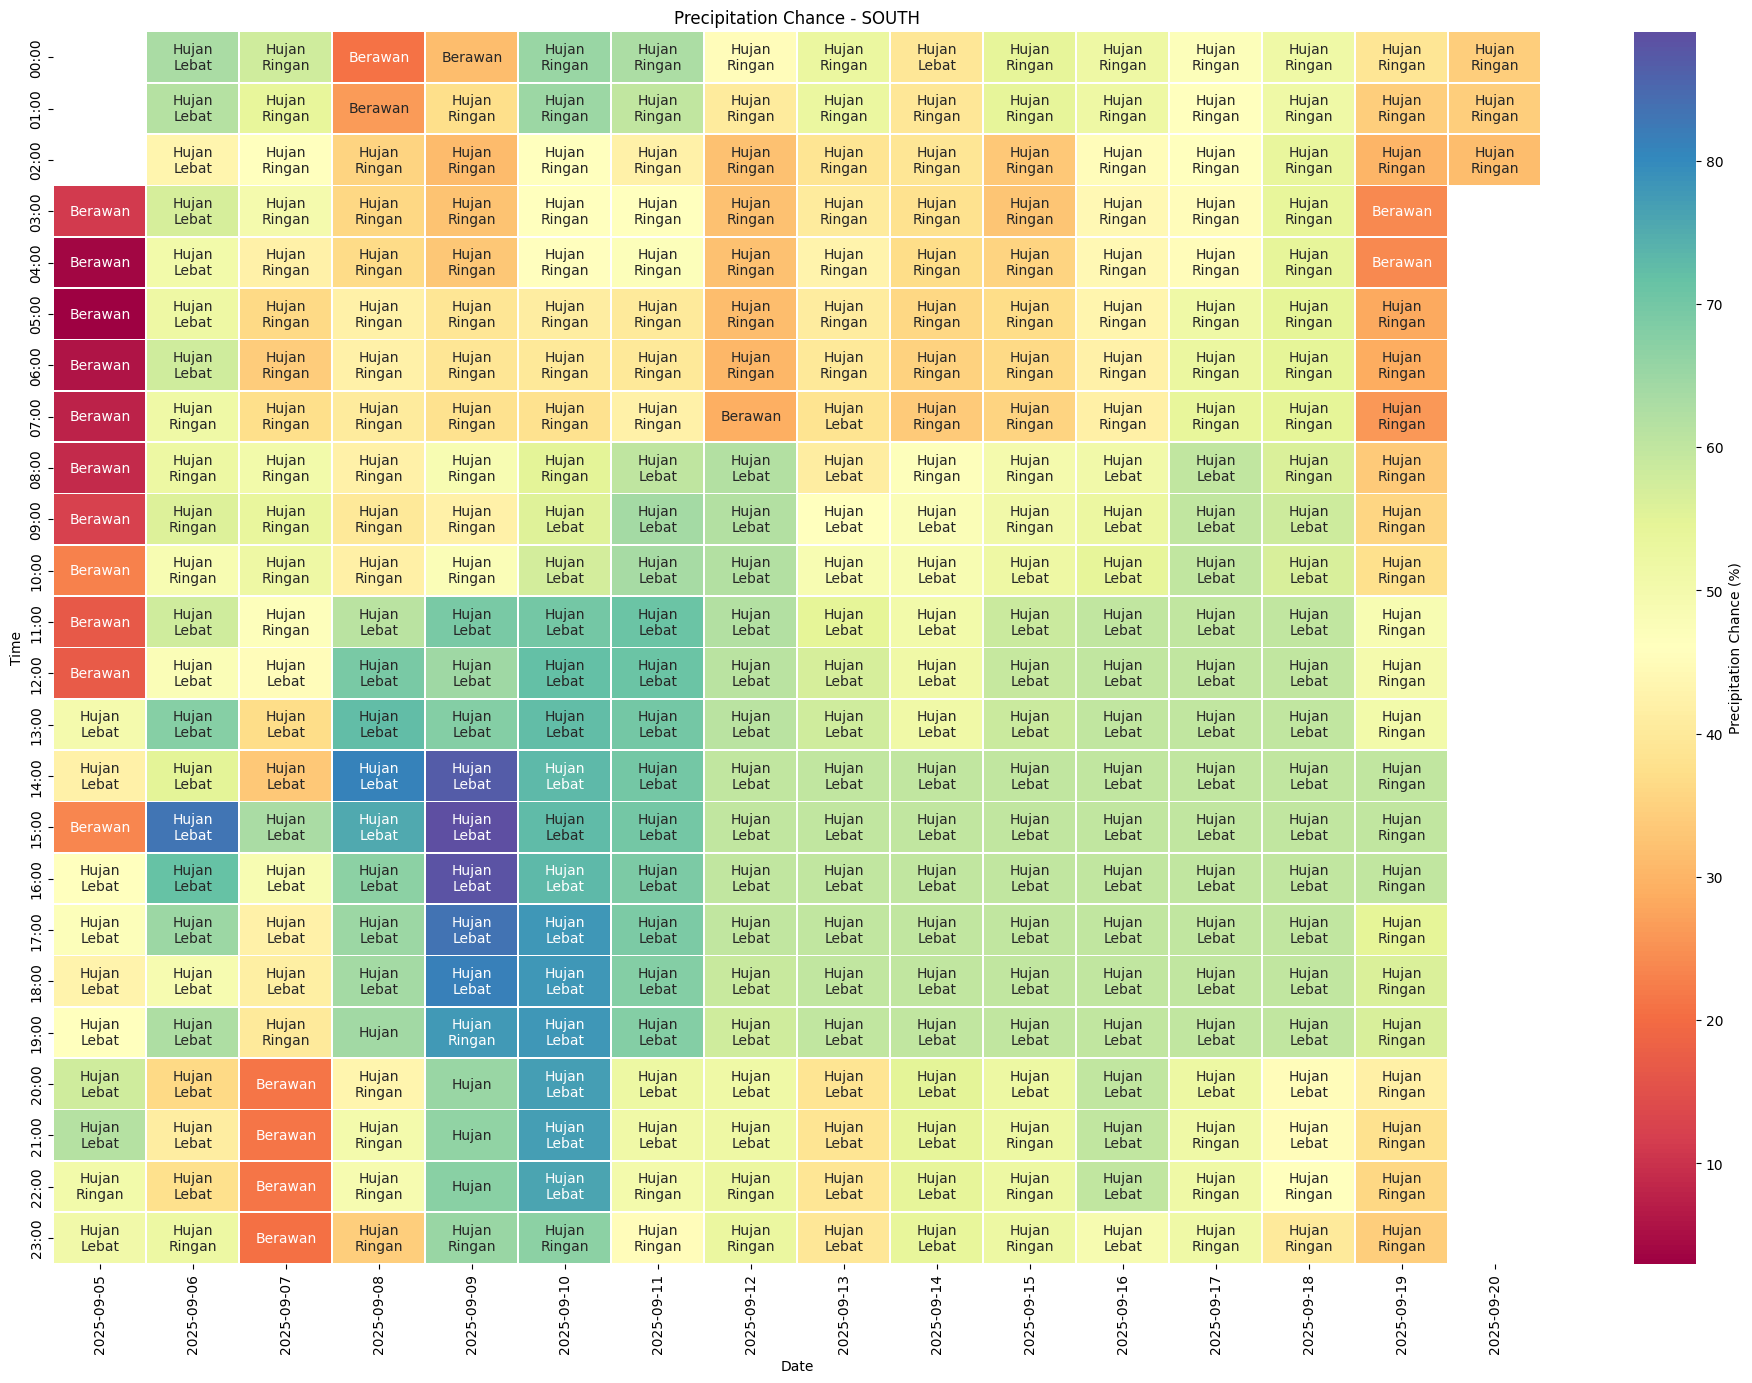 Precipitation Chance - SOUTH
00:00 Hujan Lebat Hujan Ringan Berawan Berawan Hujan Ringan Hujan Ringan Hujan Ringan Hujan Ringan Hujan Lebat Hujan Ringan Hujan Ringan Hujan Ringan Hujan Ringan Hujan Ringan Hujan Ringan
01:00 Hujan Lebat Hujan Ringan Berawan Hujan Ringan Hujan Ringan Hujan Ringan Hujan Ringan Hujan Ringan Hujan Ringan Hujan Ringan Hujan Ringan Hujan Ringan Hujan Ringan Hujan Ringan Hujan Ringan
02:00 Hujan Lebat Hujan Ringan Hujan Ringan Hujan Ringan Hujan Ringan Hujan Ringan Hujan Ringan Hujan Ringan Hujan Ringan Hujan Ringan Hujan Ringan Hujan Ringan Hujan Ringan Hujan Ringan Hujan Ringan
03:00 Berawan Hujan Lebat Hujan Ringan Hujan Ringan Hujan Ringan Hujan Ringan Hujan Ringan Hujan Ringan Hujan Ringan Hujan Ringan Hujan Ringan Hujan Ringan Hujan Ringan Hujan Ringan Berawan
04:00 Berawan Hujan Lebat Hujan Ringan Hujan Ringan Hujan Ringan Hujan Ringan Hujan Ringan Hujan Ringan Hujan Ringan Hujan Ringan Hujan Ringan Hujan Ringan Hujan Ringan Hujan Ringan Berawan
05:00 Berawan Hujan Lebat Hujan Ringan Hujan Ringan Hujan Ringan Hujan Ringan Hujan Ringan Hujan Ringan Hujan Ringan Hujan Ringan Hujan Ringan Hujan Ringan Hujan Ringan Hujan Ringan Hujan Ringan
06:00 Berawan Hujan Lebat Hujan Ringan Hujan Ringan Hujan Ringan Hujan Ringan Hujan Ringan Hujan Ringan Hujan Ringan Hujan Ringan Hujan Ringan Hujan Ringan Hujan Ringan Hujan Ringan Hujan Ringan
07:00 Berawan Hujan Ringan Hujan Ringan Hujan Ringan Hujan Ringan Hujan Ringan Hujan Ringan Berawan Hujan Lebat Hujan Ringan Hujan Ringan Hujan Ringan Hujan Ringan Hujan Ringan Hujan Ringan
08:00 Berawan Hujan Ringan Hujan Ringan Hujan Ringan Hujan Ringan Hujan Ringan Hujan Lebat Hujan Lebat Hujan Lebat Hujan Ringan Hujan Ringan Hujan Lebat Hujan Lebat Hujan Ringan Hujan Ringan
09:00 Berawan Hujan Ringan Hujan Ringan Hujan Ringan Hujan Ringan Hujan Lebat Hujan Lebat Hujan Lebat Hujan Lebat Hujan Lebat Hujan Ringan Hujan Lebat Hujan Lebat Hujan Lebat Hujan Ringan
10:00 Berawan Hujan Ringan Hujan Ringan Hujan Ringan Hujan Ringan Hujan Lebat Hujan Lebat Hujan Lebat Hujan Lebat Hujan Lebat Hujan Lebat Hujan Lebat Hujan Lebat Hujan Lebat Hujan Ringan
11:00 Berawan Hujan Lebat Hujan Ringan Hujan Lebat Hujan Lebat Hujan Lebat Hujan Lebat Hujan Lebat Hujan Lebat Hujan Lebat Hujan Lebat Hujan Lebat Hujan Lebat Hujan Lebat Hujan Ringan
12:00 Berawan Hujan Lebat Hujan Lebat Hujan Lebat Hujan Lebat Hujan Lebat Hujan Lebat Hujan Lebat Hujan Lebat Hujan Lebat Hujan Lebat Hujan Lebat Hujan Lebat Hujan Lebat Hujan Ringan
13:00 Hujan Lebat Hujan Lebat Hujan Lebat Hujan Lebat Hujan Lebat Hujan Lebat Hujan Lebat Hujan Lebat Hujan Lebat Hujan Lebat Hujan Lebat Hujan Lebat Hujan Lebat Hujan Lebat Hujan Ringan
14:00 Hujan Lebat Hujan Lebat Hujan Lebat Hujan Lebat Hujan Lebat Hujan Lebat Hujan Lebat Hujan Lebat Hujan Lebat Hujan Lebat Hujan Lebat Hujan Lebat Hujan Lebat Hujan Lebat Hujan Ringan
15:00 Berawan Hujan Lebat Hujan Lebat Hujan Lebat Hujan Lebat Hujan Lebat Hujan Lebat Hujan Lebat Hujan Lebat Hujan Lebat Hujan Lebat Hujan Lebat Hujan Lebat Hujan Lebat Hujan Ringan
16:00 Hujan Lebat Hujan Lebat Hujan Lebat Hujan Lebat Hujan Lebat Hujan Lebat Hujan Lebat Hujan Lebat Hujan Lebat Hujan Lebat Hujan Lebat Hujan Lebat Hujan Lebat Hujan Lebat Hujan Ringan
17:00 Hujan Lebat Hujan Lebat Hujan Lebat Hujan Lebat Hujan Lebat Hujan Lebat Hujan Lebat Hujan Lebat Hujan Lebat Hujan Lebat Hujan Lebat Hujan Lebat Hujan Lebat Hujan Lebat Hujan Ringan
18:00 Hujan Lebat Hujan Lebat Hujan Lebat Hujan Lebat Hujan Lebat Hujan Lebat Hujan Lebat Hujan Lebat Hujan Lebat Hujan Lebat Hujan Lebat Hujan Lebat Hujan Lebat Hujan Lebat Hujan Ringan
19:00 Hujan Lebat Hujan Lebat Hujan Ringan Hujan Hujan Ringan Hujan Lebat Hujan Lebat Hujan Lebat Hujan Lebat Hujan Lebat Hujan Lebat Hujan Lebat Hujan Lebat Hujan Lebat Hujan Ringan
20:00 Hujan Lebat Hujan Lebat Berawan Hujan Ringan Hujan Hujan Lebat Hujan Lebat Hujan Lebat Hujan Lebat Hujan Lebat Hujan Lebat Hujan Lebat Hujan Lebat Hujan Lebat Hujan Ringan
21:00 Hujan Lebat Hujan Lebat Berawan Hujan Ringan Hujan Hujan Lebat Hujan Lebat Hujan Lebat Hujan Lebat Hujan Lebat Hujan Ringan Hujan Lebat Hujan Ringan Hujan Lebat Hujan Ringan
22:00 Hujan Ringan Hujan Lebat Berawan Hujan Ringan Hujan Hujan Lebat Hujan Ringan Hujan Ringan Hujan Lebat Hujan Lebat Hujan Ringan Hujan Lebat Hujan Ringan Hujan Ringan Hujan Ringan
23:00 Hujan Lebat Hujan Ringan Berawan Hujan Ringan Hujan Ringan Hujan Ringan Hujan Ringan Hujan Ringan Hujan Lebat Hujan Lebat Hujan Ringan Hujan Lebat Hujan Ringan Hujan Ringan Hujan Ringan
Time
2025-09-05 2025-09-06 2025-09-07 2025-09-08 2025-09-09 2025-09-10 2025-09-11 2025-09-12 2025-09-13 2025-09-14 2025-09-15 2025-09-16 2025-09-17 2025-09-18 2025-09-19 2025-09-20
Date
80
70
60
50
40
30
20
10
Precipitation Chance (%)